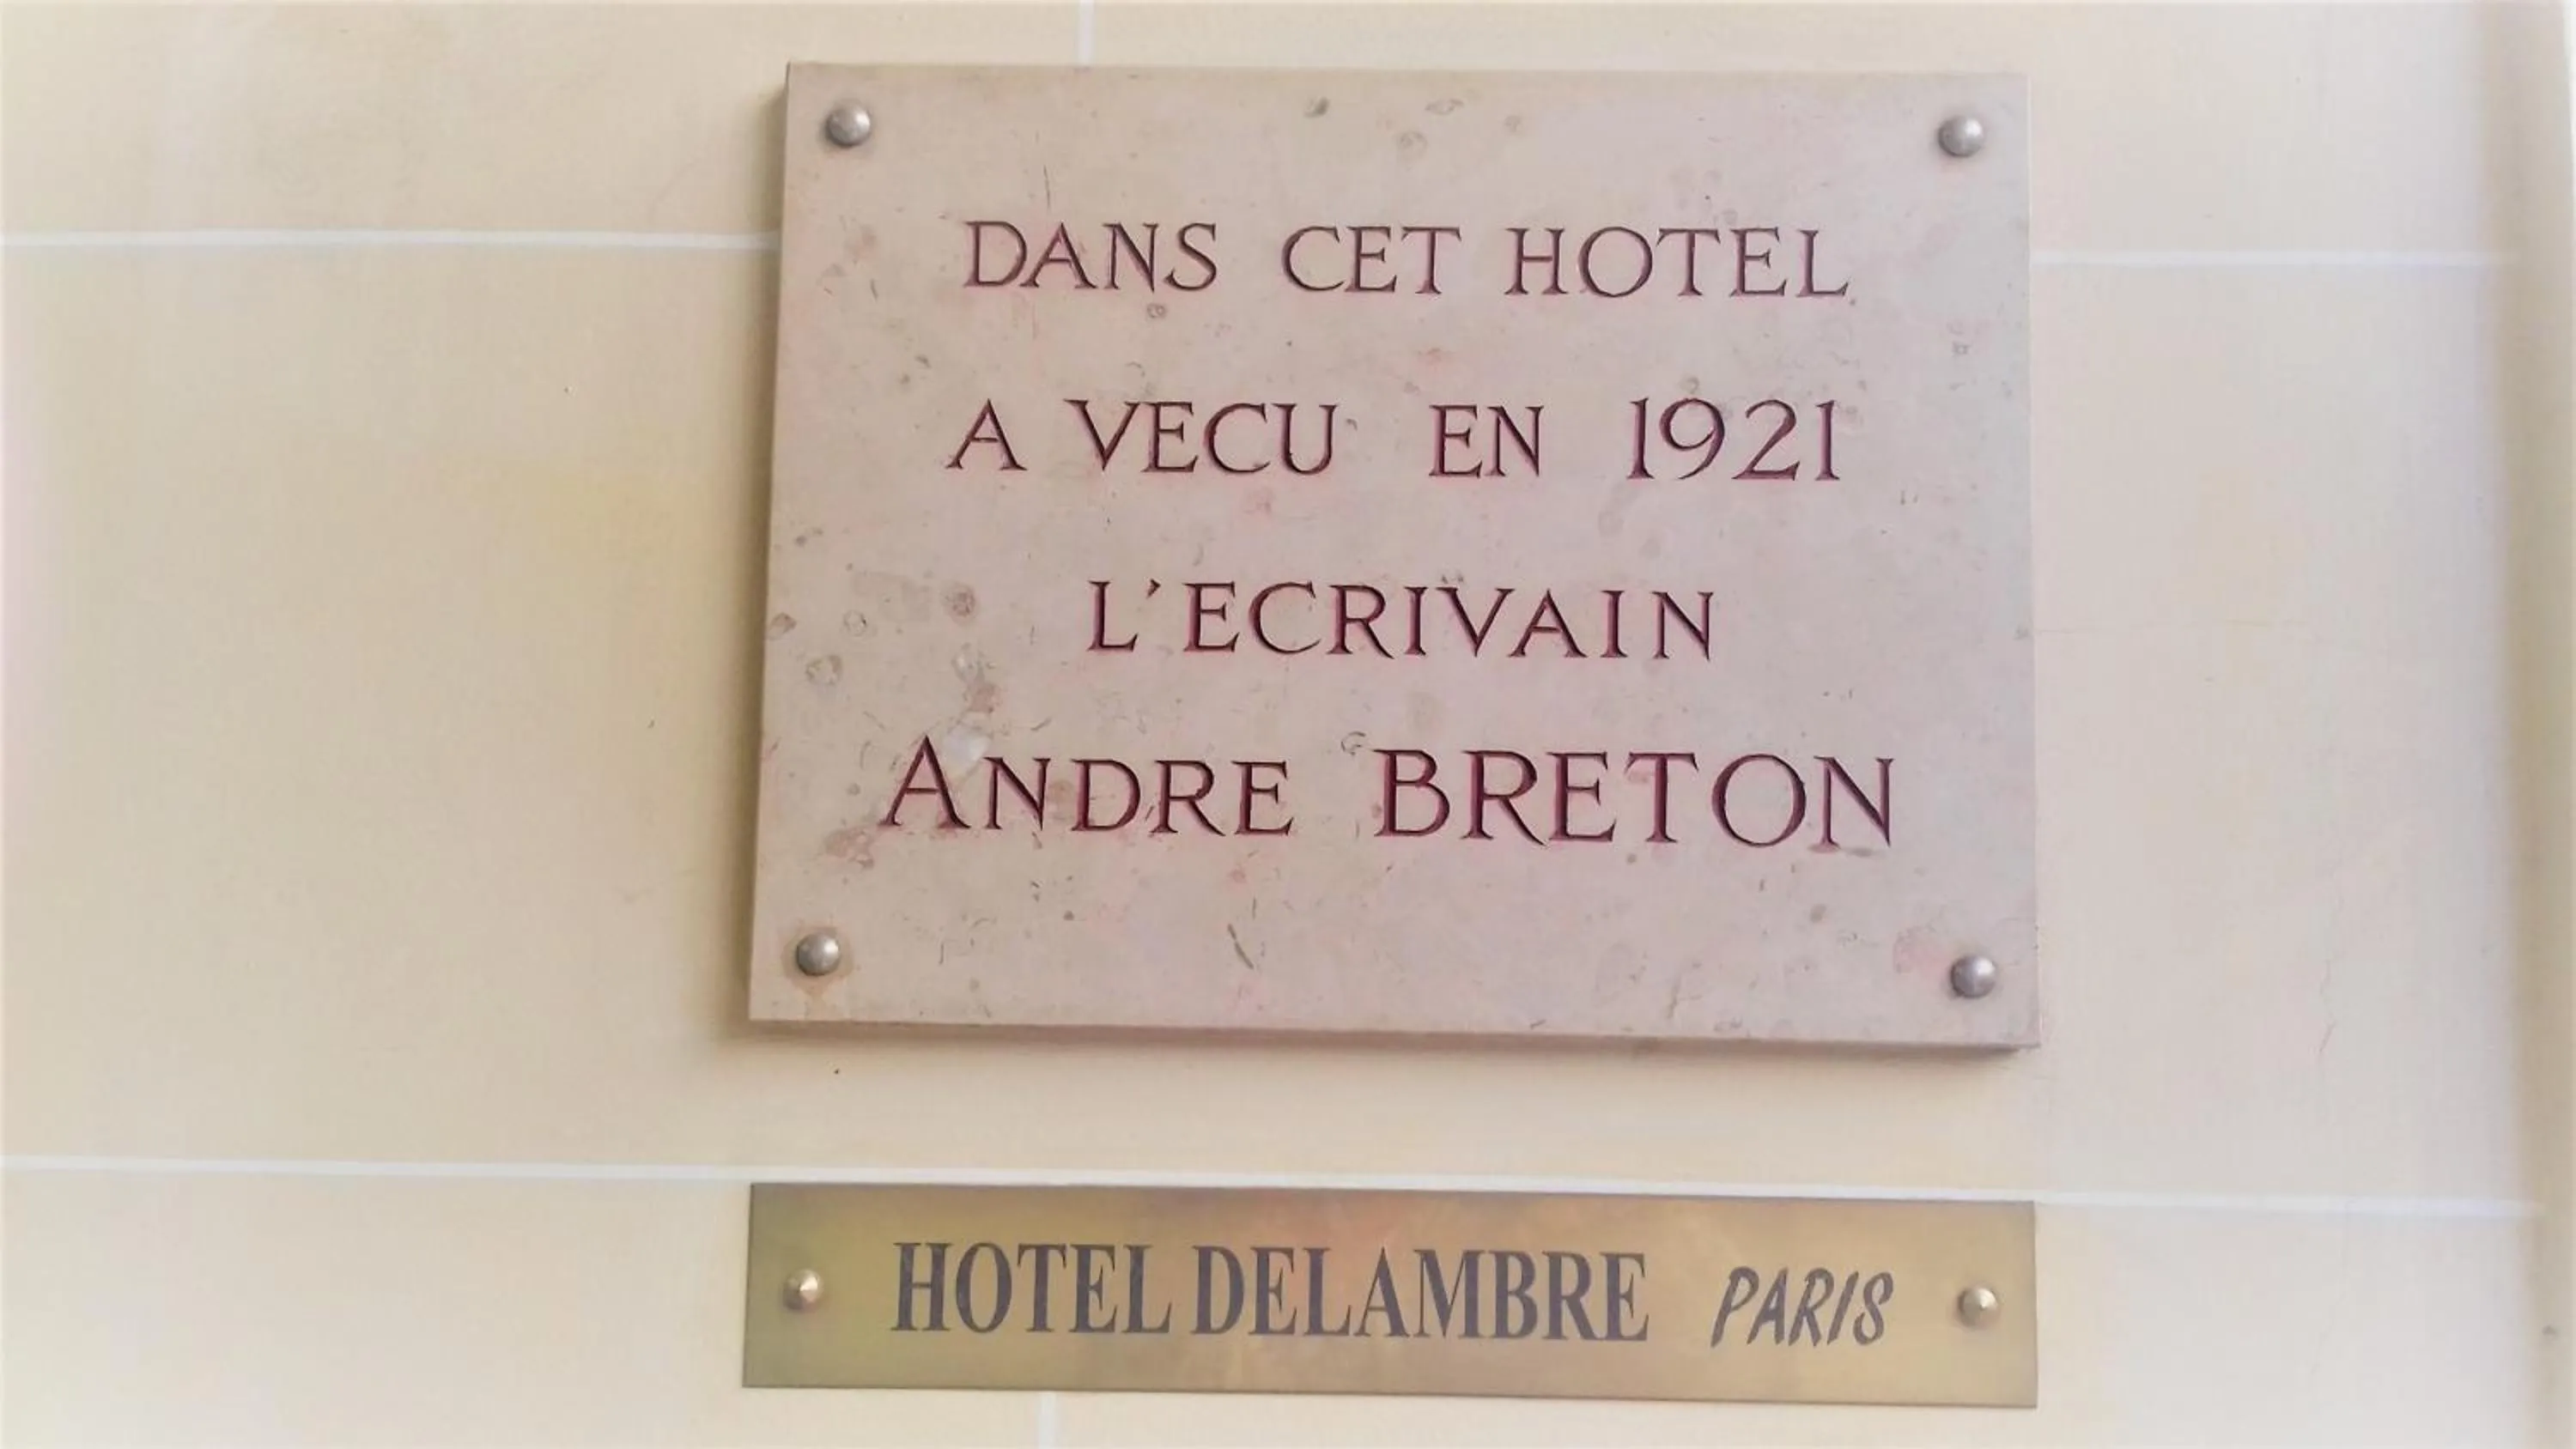 DANS CET HOTEL
A VECU EN 1921
L'ECRIVAIN
ANDRE BRETON
HOTEL DELAMBRE PARIS